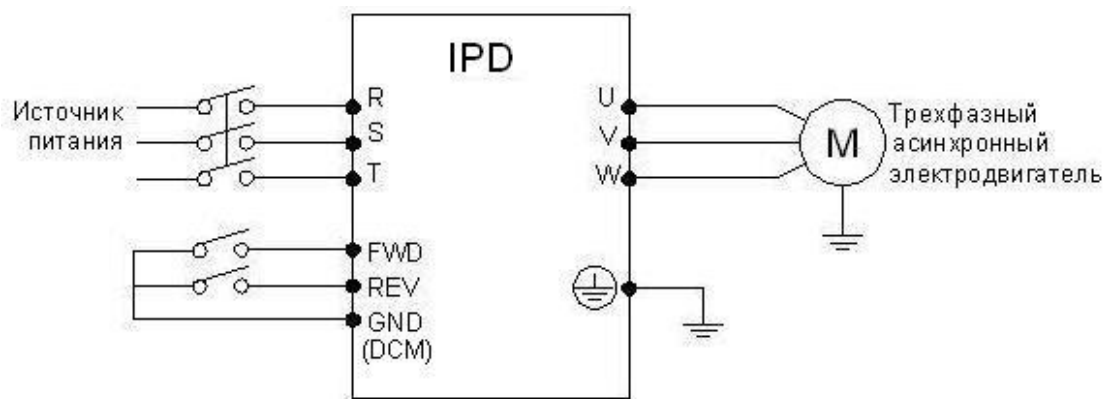 IPD
Источник
питания
R
S
T
FWD
REV
GND
(DCM)
U
V
W
M
Трехфазный
асинхронный
электродвигатель